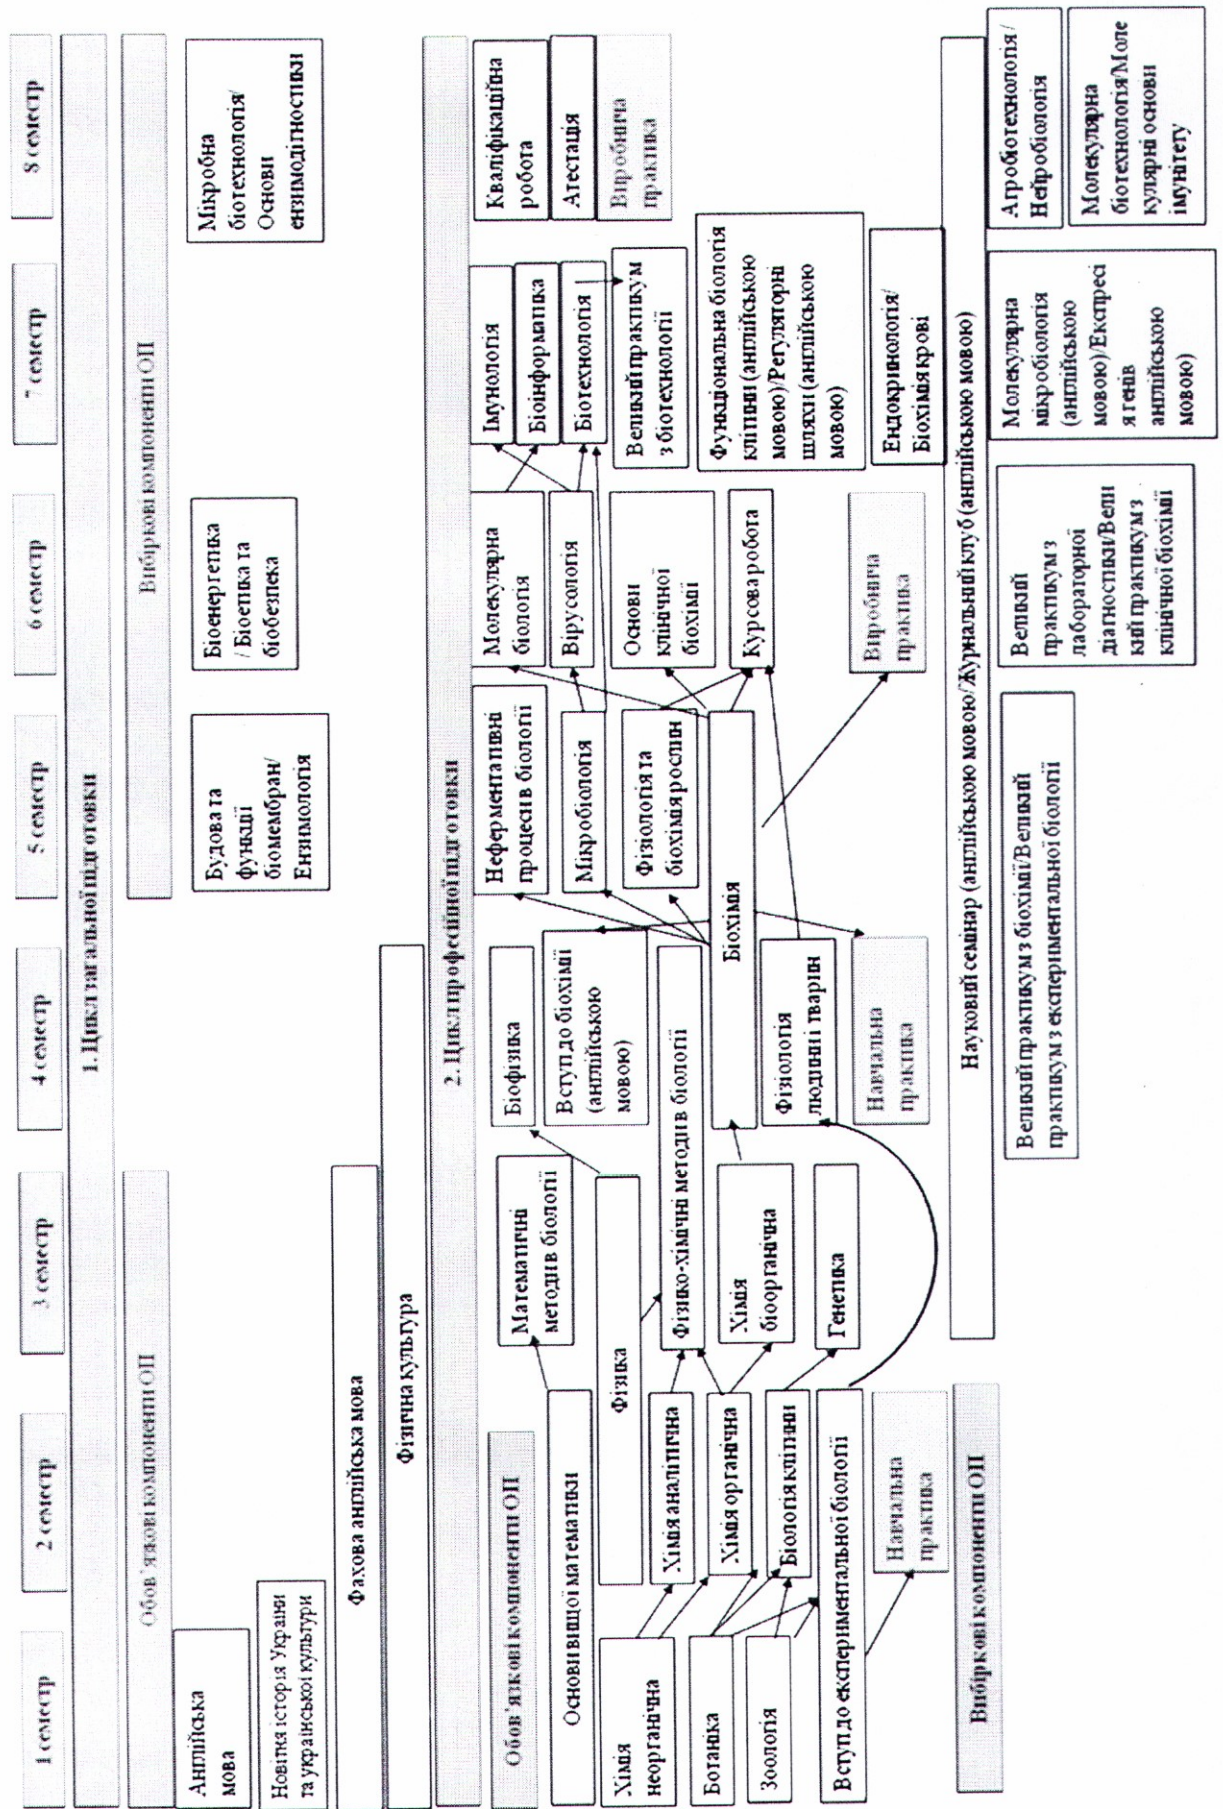 1 семестр
2 семестр
3 семестр
4 семестр
5 семестр
6 семестр
7 семестр
8 семестр
1. Цикл загальної підготовки
Обов'язкові компоненти ОП
Вибіркові компоненти ОП
Англійська
мова
Новітня історія України
та української культури
Фахова англійська мова
Фізична культура
Будова та
функції
біомембран/
Ензимологія
Біоенергетика
/ Біоетика та
біобезпека
Мікробна
біотехнологія/
Основи
ензимодіагностики
2. Цикл професійної підготовки
Обов'язкові компоненти ОП
Основи вищої математики
Хімія
неорганічна
Ботаніка
Зоологія
Вступ до експериментальної біології
Фізика
Хімія аналітична
Хімія органічна
Біологія клітини
Навчальна
практика
Математичні
методи в біології
Фізико-хімічні методи в біології
Хімія
біоорганічна
Генетика
Біофізика
Вступ до біохімії
(англійською
мовою)
Біохімія
Фізіологія
людини і тварин
Навчальна
практика
Неферментативні
процеси в біології
Мікробіологія
Фізіологія та
біохімія рослин
Молекулярна
біологія
Вірусологія
Основи
клінічної
біохімії
Курсова робота
Виробнича
практика
Імунологія
Біоінформатика
Біотехнологія
Великий практикум
з біотехнології
Функціональна біологія
клітини (англійською
мовою)/Регуляторні
шляхи (англійською
мовою)
Ендокринологія/
Біохімія крові
Кваліфікаційна
робота
Атестація
Виробнича
практика
Вибіркові компоненти ОП
Науковий семінар (англійською мовою)/Журнальний клуб (англійською мовою)
Великий практикум з біохімії/Великий
практикум з експериментальної біології
Великий
практикум з
лабораторної
діагностики/Вели
кий практикум з
клінічної біохімії
Молекулярна
мікробіологія
(англійською
мовою)/Експресі
я генів
англійською
мовою)
Агробіотехнологія/
Нейробіологія
Молекулярна
біотехнологія/Моле
кулярні основи
імунітету